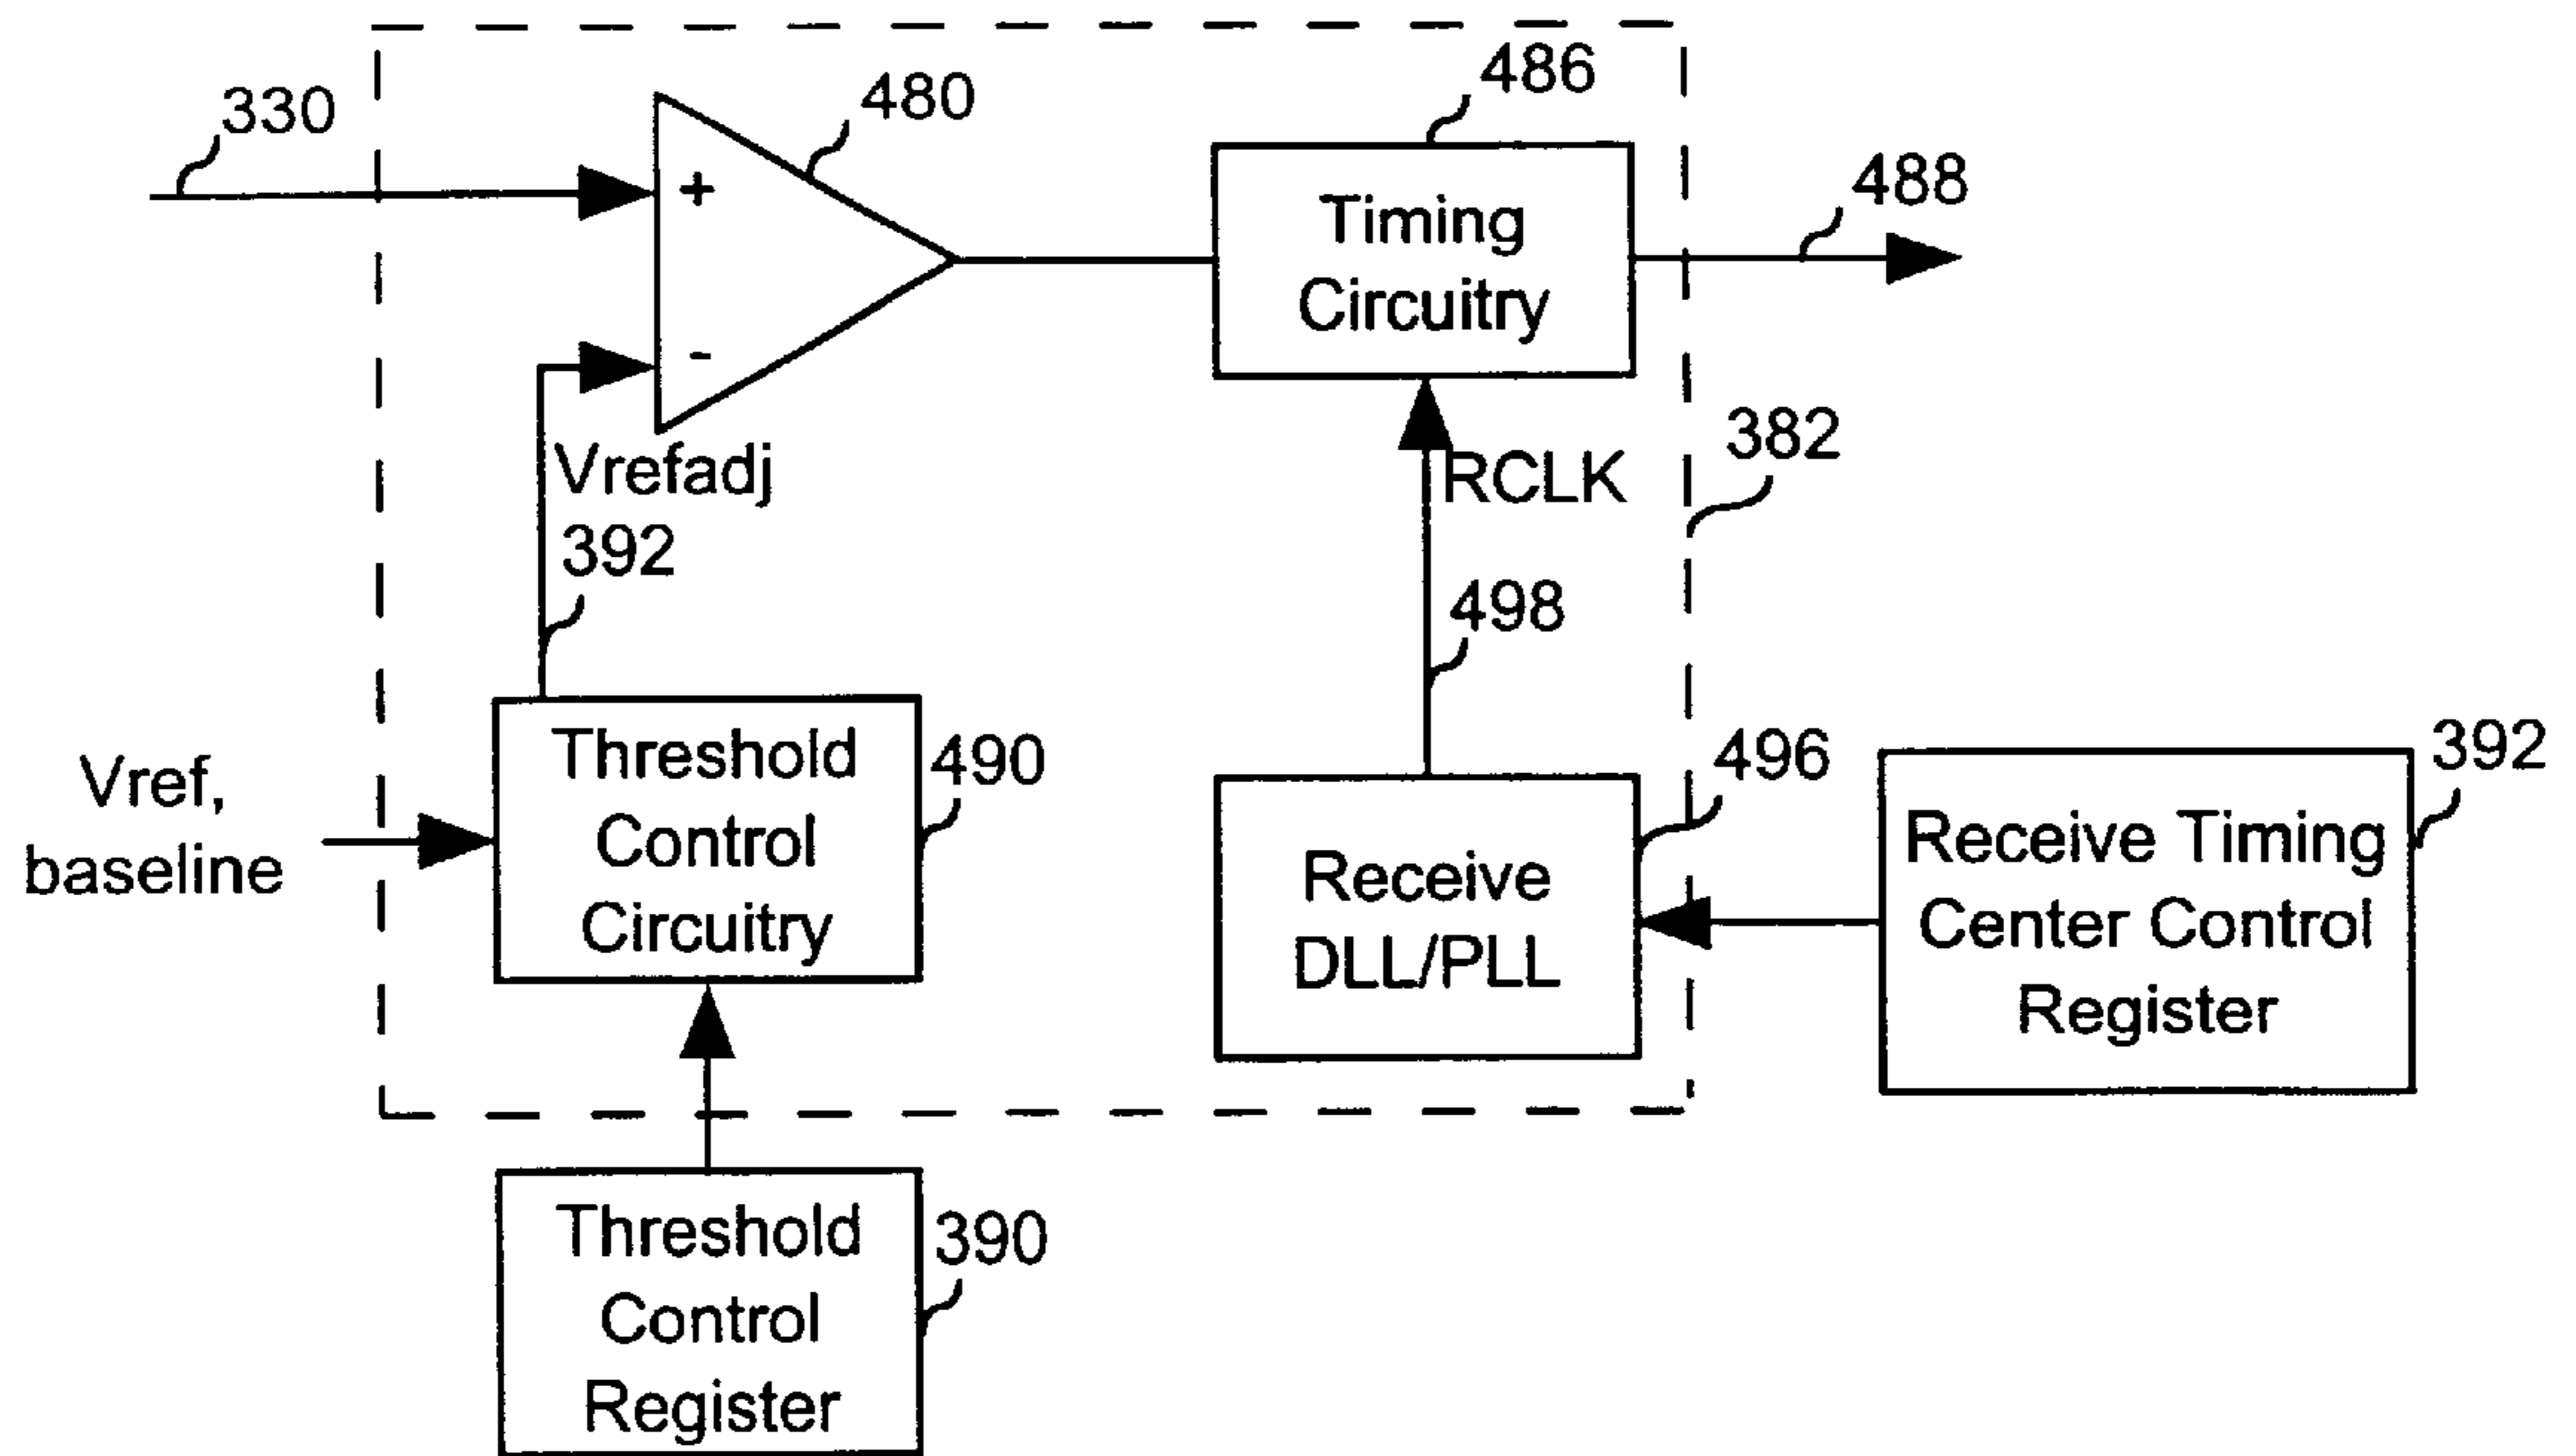 330
480
486
+
-
Timing
Circuitry
488
Vrefadj
392
RCLK
382
498
Vref,
baseline
Threshold
Control
Circuitry
490
Receive
DLL/PLL
496
Receive Timing
Center Control
Register
392
Threshold
Control
Register
390